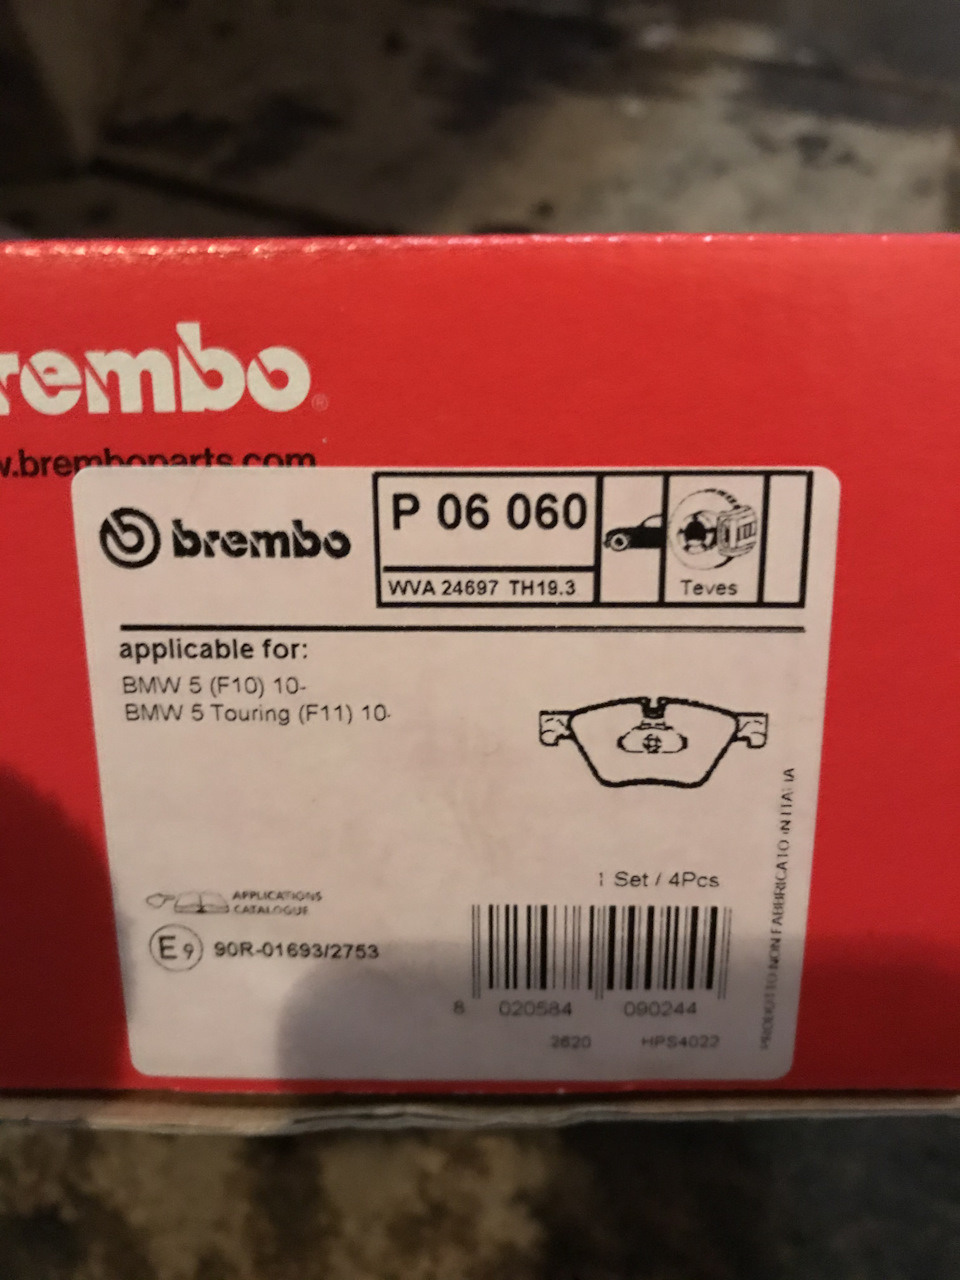 rembo®
w.bremboparts.com
brembo
P 06 060
WVA 24697 TH19.3
Teves
applicable for:
BMW 5 (F10) 10-
BMW 5 Touring (F11) 10-
1 Set / 4Pcs
APPLICATIONS
CATALOGUE
E9 90R-01693/2753
8 020584 090244
2620 HPS4022
PRODOTTO NON FABBRICATO IN ITALIA